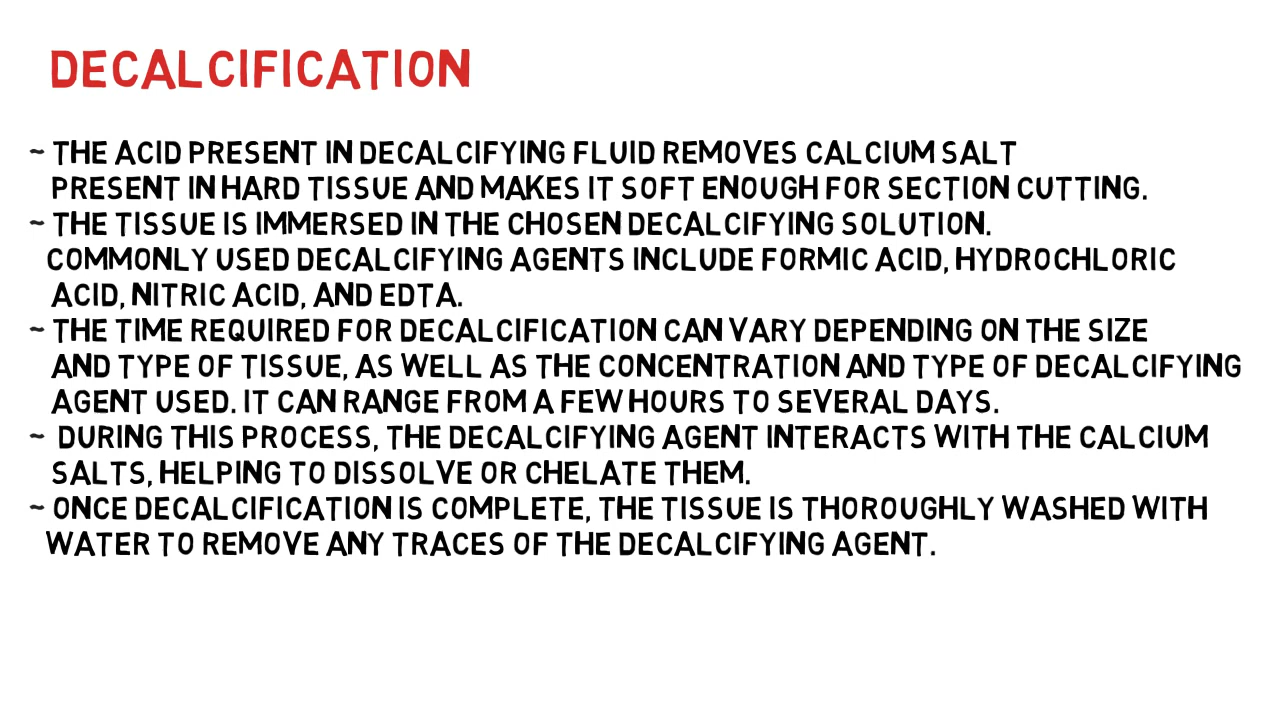 DECALCIFICATION
~ THE ACID PRESENT IN DECALCIFYING FLUID REMOVES CALCIUM SALT
PRESENT IN HARD TISSUE AND MAKES IT SOFT ENOUGH FOR SECTION CUTTING.
~ THE TISSUE IS IMMERSED IN THE CHOSEN DECALCIFYING SOLUTION.
COMMONLY USED DECALCIFYING AGENTS INCLUDE FORMIC ACID, HYDROCHLORIC
ACID, NITRIC ACID, AND EDTA.
~ THE TIME REQUIRED FOR DECALCIFICATION CAN VARY DEPENDING ON THE SIZE
AND TYPE OF TISSUE, AS WELL AS THE CONCENTRATION AND TYPE OF DECALCIFYING
AGENT USED. IT CAN RANGE FROM A FEW HOURS TO SEVERAL DAYS.
~ DURING THIS PROCESS, THE DECALCIFYING AGENT INTERACTS WITH THE CALCIUM
SALTS, HELPING TO DISSOLVE OR CHELATE THEM.
~ ONCE DECALCIFICATION IS COMPLETE, THE TISSUE IS THOROUGHLY WASHED WITH
WATER TO REMOVE ANY TRACES OF THE DECALCIFYING AGENT.